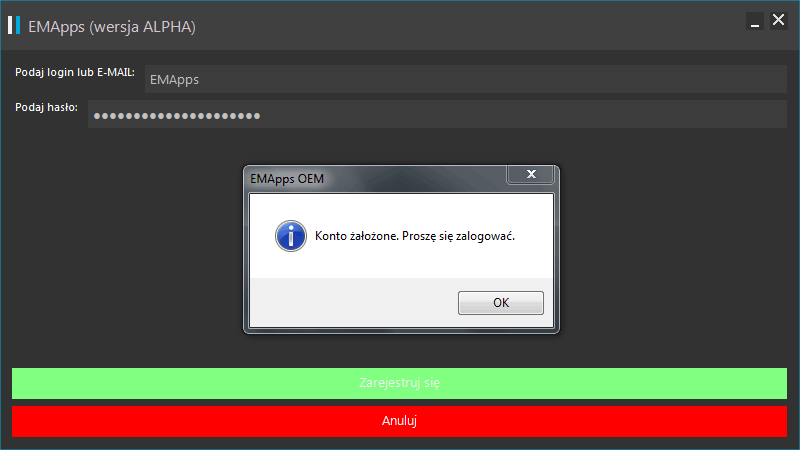 EMApps (wersja ALPHA)
Podaj login lub E-MAIL:
EMApps
Podaj hasło:
●●●●●●●●●●●●●●●●●●●●●
EMApps OEM
Konto żałożone. Proszę się zalogować.
OK
Zarejestruj się
Anuluj